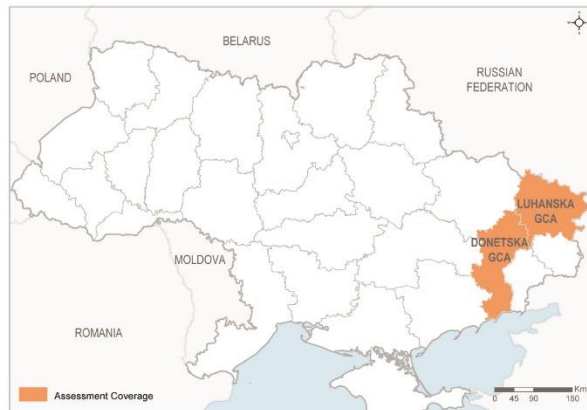 BELARUS
POLAND
RUSSIAN
FEDERATION
LUHANSKA
GCA
DONETSKA
GCA
MOLDOVA
ROMANIA
Assessment Coverage
Km
0 45 90 180